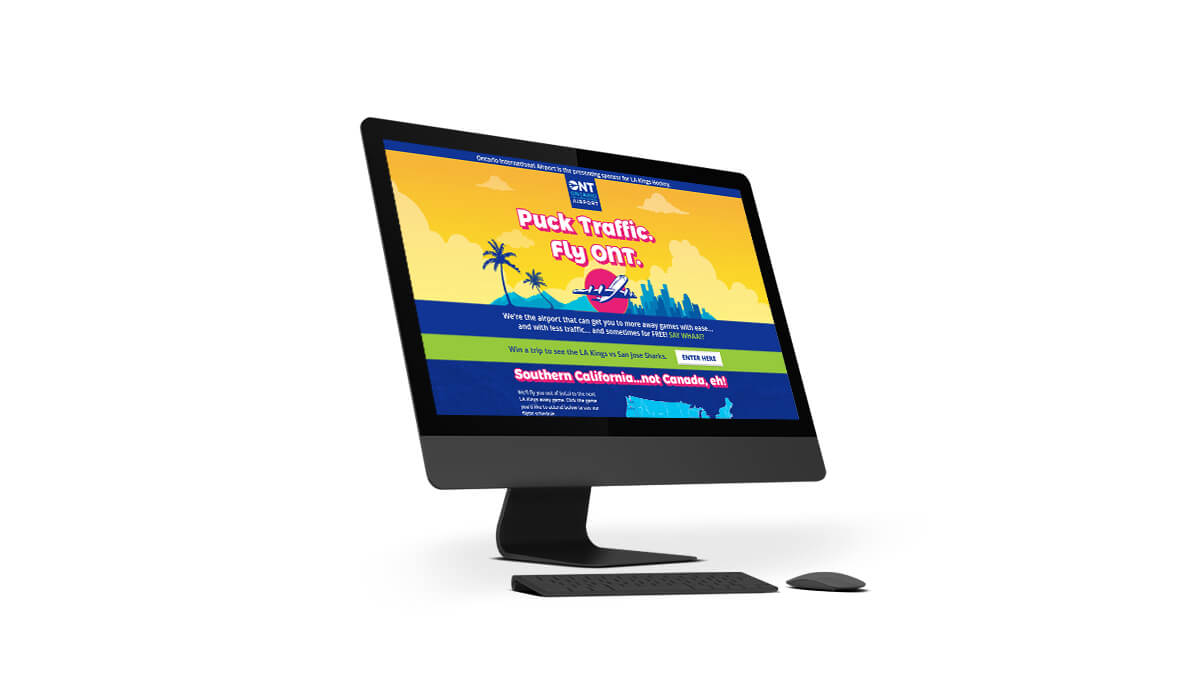 Ontario International Airport is the presenting sponsor for LA Kings Hockey.
ONT
ONTARIO
AIRPORT
Puck Traffic.
Fly ONT.
We're the airport that can get you to more away games with ease...
and with less traffic... and sometimes for FREE! SAY WHAAT?
Win a trip to see the LA Kings vs San Jose Sharks. ENTER HERE
Southern California...not Canada, eh!
We'll fly you out of SoCal to the next
LA Kings away game. Click the game
you'd like to attend below to see our
flight schedule.